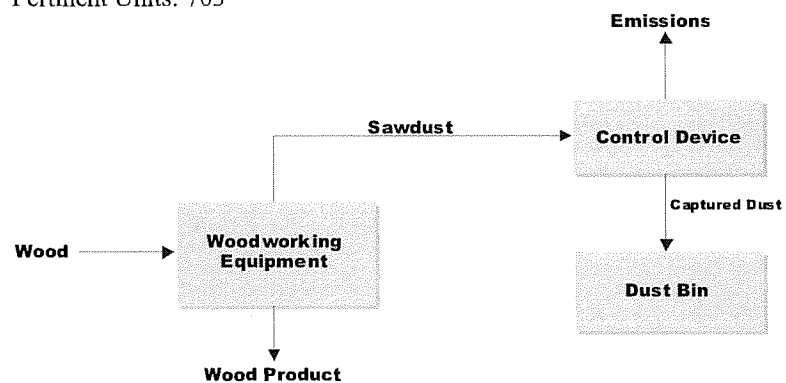 Pertinent Units: 703
Emissions
Sawdust
Control Device
Captured Dust
Wood
Woodworking
Equipment
Dust Bin
Wood Product